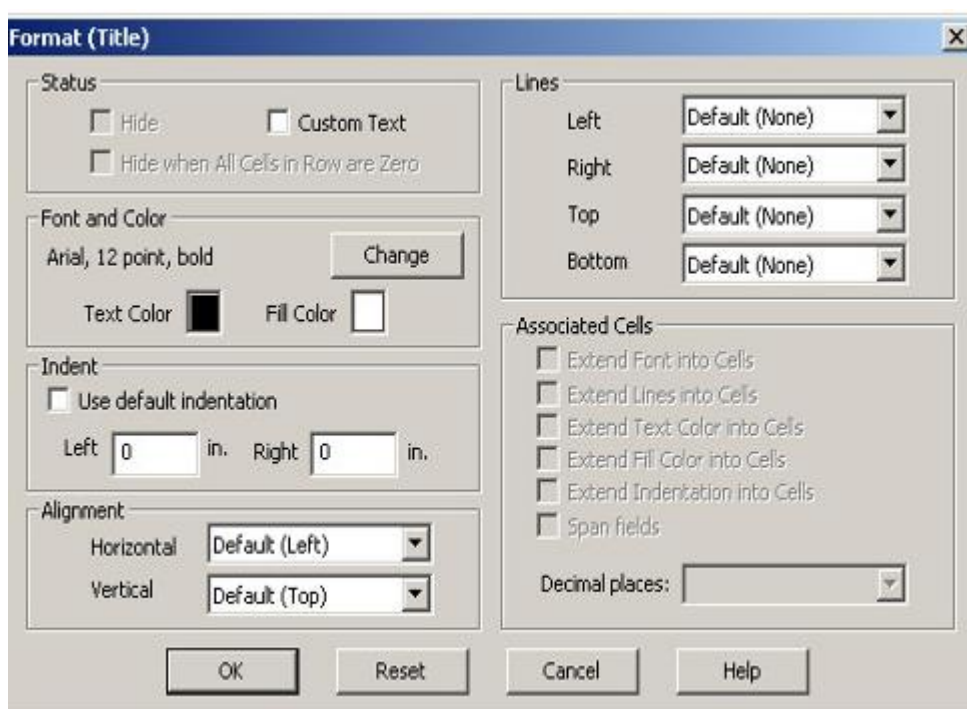 Format (Title)
Status
Hide
Custom Text
Hide when All Cells in Row are Zero
Font and Color
Arial, 12 point, bold
Change
Text Color
Fill Color
Indent
Use default indentation
Left 0 in. Right 0 in.
Alignment
Horizontal Default (Left)
Vertical Default (Top)
Lines
Left Default (None)
Right Default (None)
Top Default (None)
Bottom Default (None)
Associated Cells
Extend Font into Cells
Extend Lines into Cells
Extend Text Color into Cells
Extend Fill Color into Cells
Extend Indentation into Cells
Span fields
Decimal places:
OK Reset Cancel Help